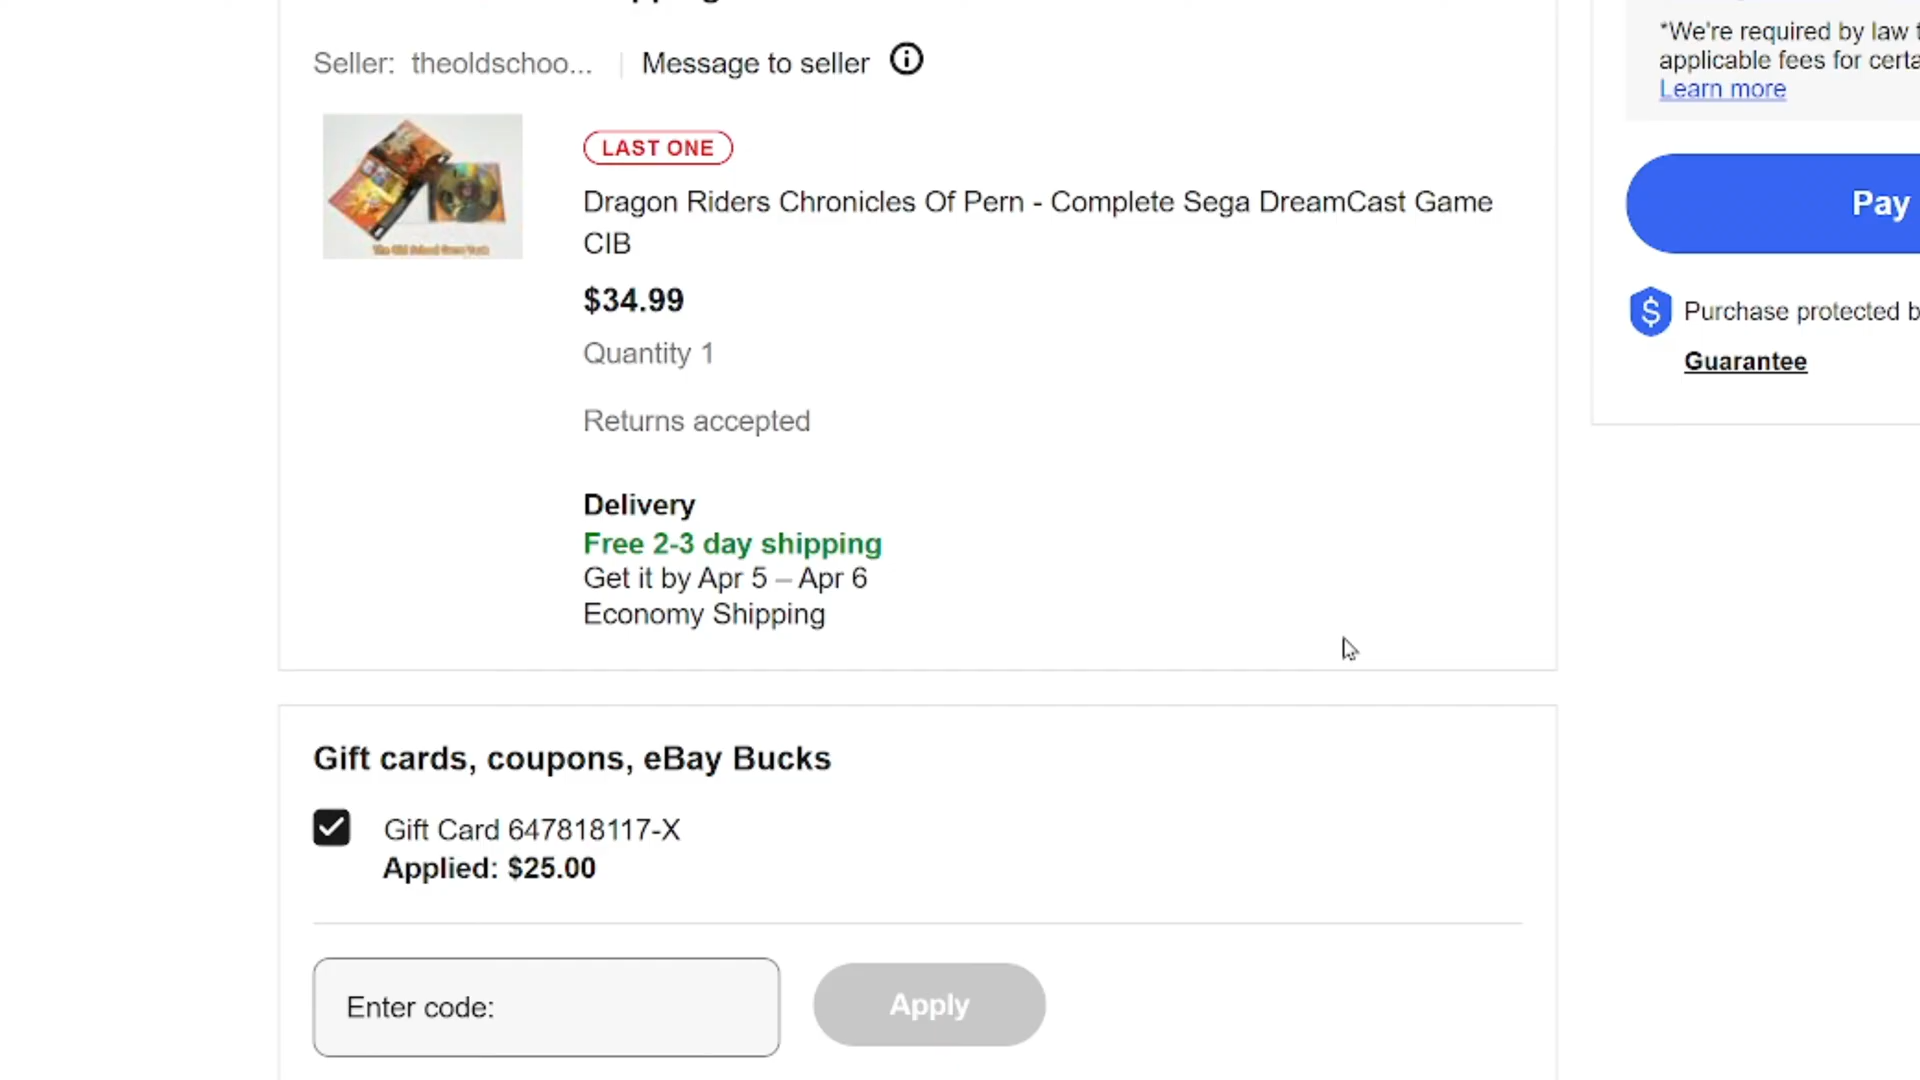 Seller: theoldschoo... | Message to seller
LAST ONE
Dragon Riders Chronicles Of Pern - Complete Sega DreamCast Game
CIB
$34.99
Quantity 1
Returns accepted
Delivery
Free 2-3 day shipping
Get it by Apr 5 – Apr 6
Economy Shipping
Gift cards, coupons, eBay Bucks
Gift Card 647818117-X
Applied: $25.00
Enter code:
Apply
*We're required by law
applicable fees for
Learn more
Pay
Purchase protected
Guarantee